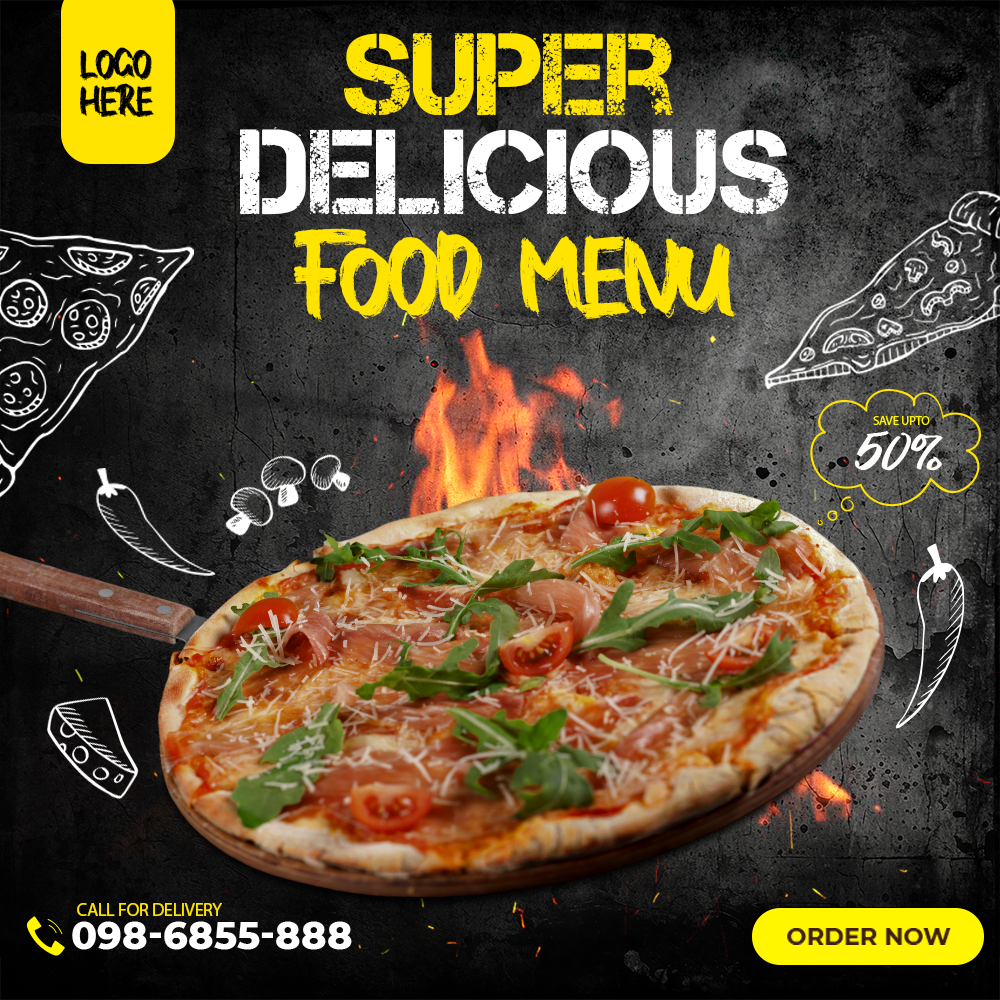 LOGO
HERE
SUPER
DELICIOUS
FOOD MENU
SAVE UPTO
50%
CALL FOR DELIVERY
098-6855-888
ORDER NOW